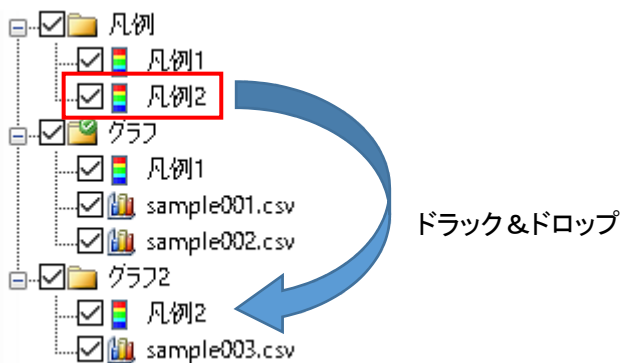 凡例
凡例1
凡例2
グラフ
凡例1
sample001.csv
sample002.csv
ドラック＆ドロップ
グラフ2
凡例2
sample003.csv